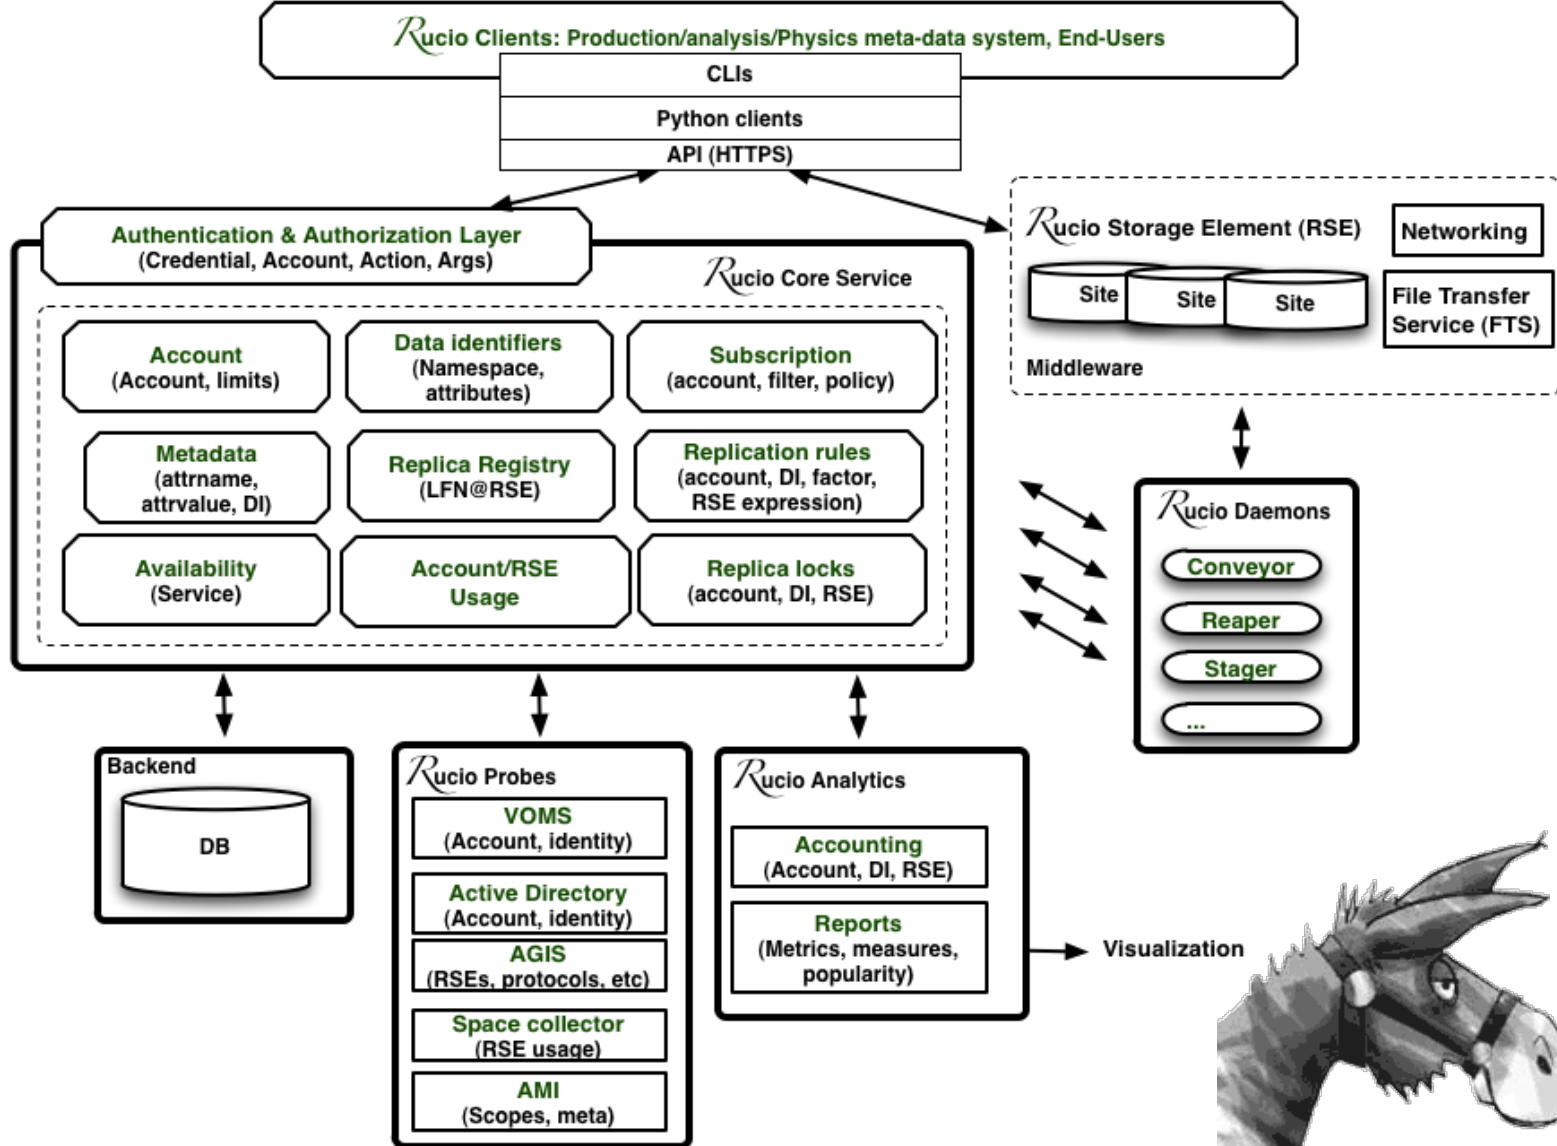 Rucio Clients: Production/analysis/Physics meta-data system, End-Users
CLIs
Python clients
API (HTTPS)
Authentication & Authorization Layer
(Credential, Account, Action, Args)
Rucio Core Service
Account
(Account, limits)
Data identifiers
(Namespace,
attributes)
Subscription
(account, filter, policy)
Metadata
(attrname,
attrvalue, DI)
Replica Registry
(LFN@RSE)
Replication rules
(account, DI, factor,
RSE expression)
Availability
(Service)
Account/RSE
Usage
Replica locks
(account, DI, RSE)
Rucio Storage Element (RSE)
Site
Site
Site
Networking
File Transfer
Service (FTS)
Middleware
Rucio Daemons
Conveyor
Reaper
Stager
...
Backend
DB
Rucio Probes
VOMS
(Account, identity)
Active Directory
(Account, identity)
AGIS
(RSEs, protocols, etc)
Space collector
(RSE usage)
AMI
(Scopes, meta)
Rucio Analytics
Accounting
(Account, DI, RSE)
Reports
(Metrics, measures,
popularity)
Visualization